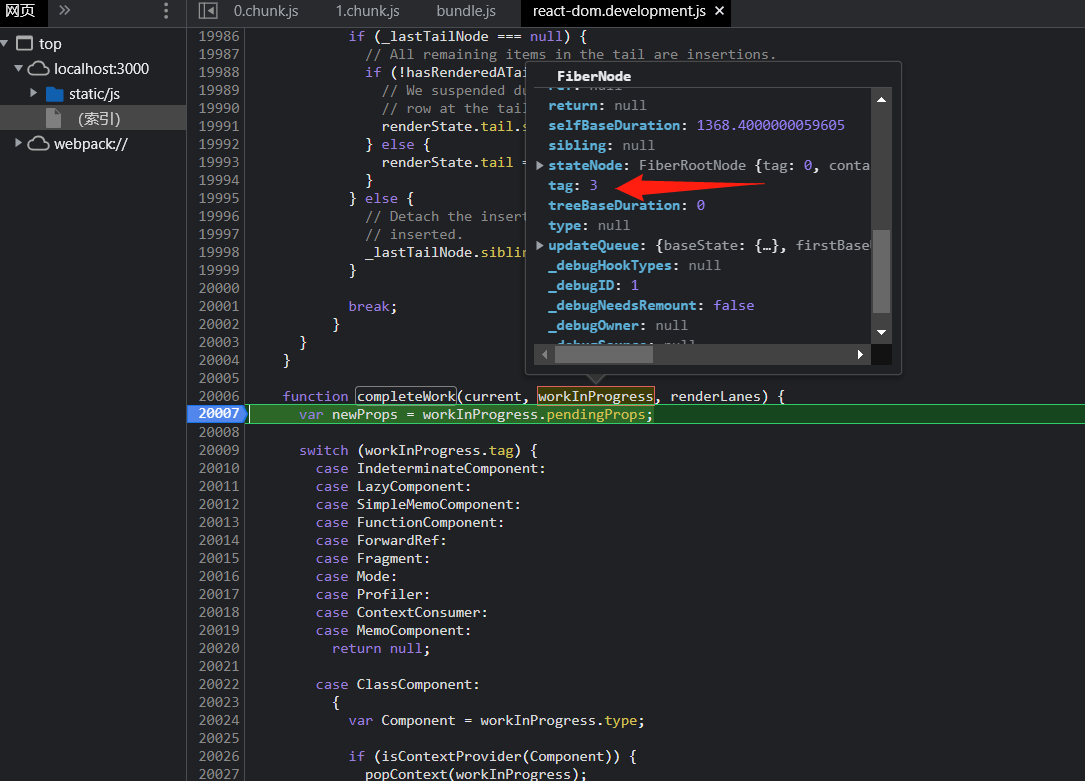 网页
0.chunk.js 1.chunk.js bundle.js react-dom.development.js ×
top
localhost:3000
static/js
(索引)
webpack://
19986 if (_lastTailNode === null) {
19987 // All remaining items in the tail are insertions.
19988 if (!hasRenderedATai
19989 // We suspended du
19990 // row at the tail
19991 renderState.tail.s
19992 } else {
19993 renderState.tail =
19994 }
19995 } else {
19996 // Detach the insert
19997 // inserted.
19998 _lastTailNode.siblin
19999 }
20000
20001 break;
20002 }
20003 }
20004 }
20005
20006 function completeWork(current, workInProgress, renderLanes) {
20007 var newProps = workInProgress.pendingProps;
20008
20009 switch (workInProgress.tag) {
20010 case IndeterminateComponent:
20011 case LazyComponent:
20012 case SimpleMemoComponent:
20013 case FunctionComponent:
20014 case ForwardRef:
20015 case Fragment:
20016 case Mode:
20017 case Profiler:
20018 case ContextConsumer:
20019 case MemoComponent:
20020 return null;
20021
20022 case ClassComponent:
20023 {
20024 var Component = workInProgress.type;
20025
20026 if (isContextProvider(Component)) {
20027 popContext(workInProgress);
FiberNode
ref: null
return: null
selfBaseDuration: 1368.4000000059605
sibling: null
stateNode: FiberRootNode {tag: 0, conta
tag: 3
treeBaseDuration: 0
type: null
updateQueue: {baseState: {…}, firstBaseU
_debugHookTypes: null
_debugID: 1
_debugNeedsRemount: false
_debugOwner: null
_debugSource: null